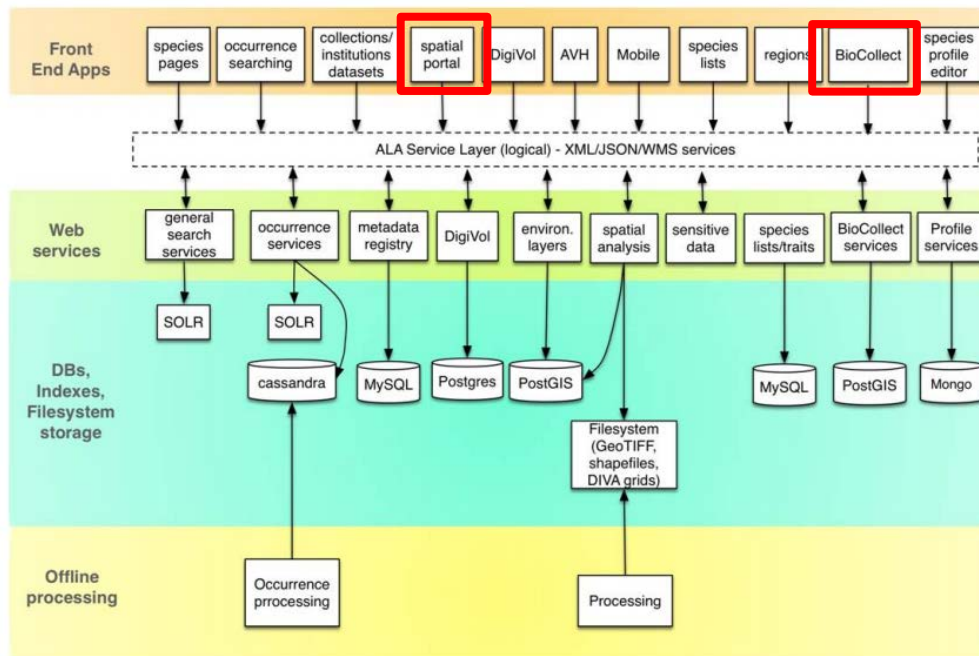 Front
End Apps
species
pages
occurrence
searching
collections/
institutions
datasets
spatial
portal
DigiVol
AVH
Mobile
species
lists
regions
BioCollect
species
profile
editor
ALA Service Layer (logical) - XML/JSON/WMS services
Web
services
general
search
services
occurrence
services
metadata
registry
DigiVol
environ.
layers
spatial
analysis
sensitive
data
species
lists/traits
BioCollect
services
Profile
services
DBs,
Indexes,
Filesystem
storage
SOLR
SOLR
cassandra
MySQL
Postgres
PostGIS
MySQL
PostGIS
Mongo
Filesystem
(GeoTIFF,
shapefiles,
DIVA grids)
Offline
processing
Occurrence
prrocessing
Processing